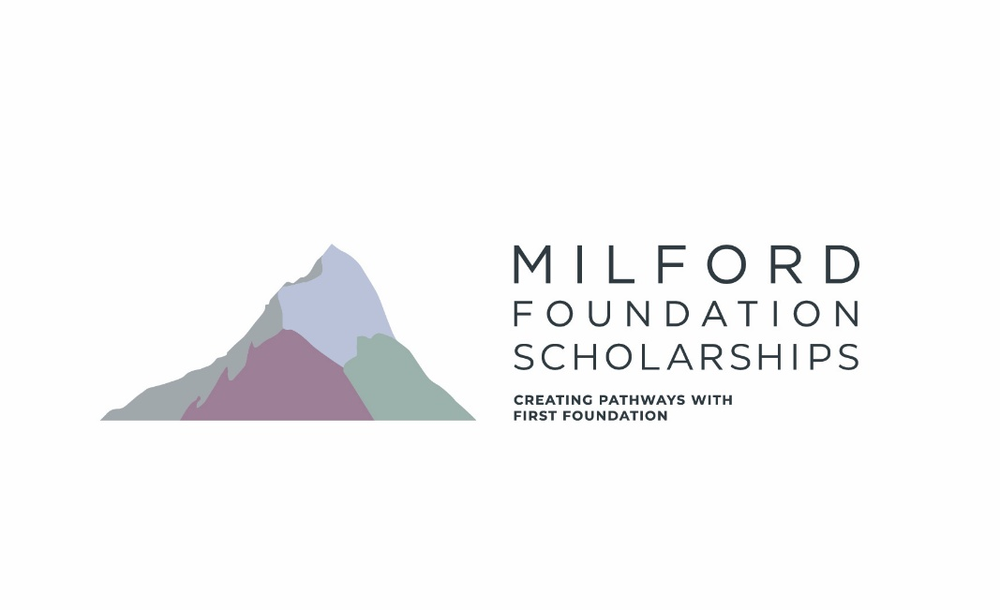 MILFORD
FOUNDATION
SCHOLARSHIPS
CREATING PATHWAYS WITH
FIRST FOUNDATION